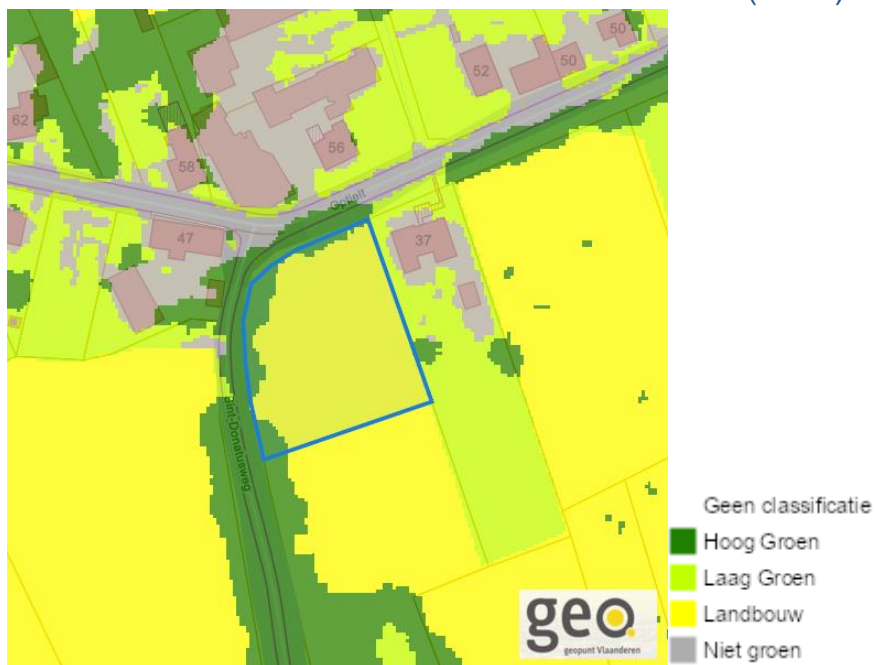 62
58
56
52
50
50
47
37
Opliell
Sint-Donatusweg
geo.
geopunt Vlaanderen
Geen classificatie
Hoog Groen
Laag Groen
Landbouw
Niet groen